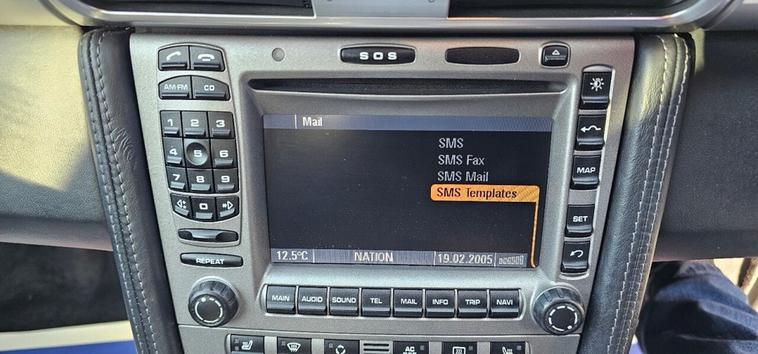 SOS
AM FM CD
1 2 3
4 5 6
7 8 9
0
REPEAT
Mail
SMS
SMS Fax
SMS Mail
SMS Templates
12.5°C NATION 19.02.2005
MAP
SET
MAIN AUDIO SOUND TEL MAIL INFO TRIP NAVI
AC